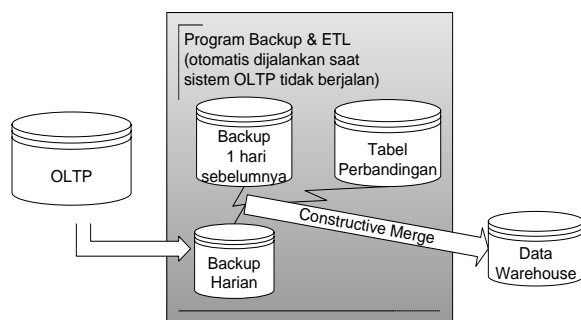 Program Backup & ETL
(otomatis dijalankan saat
sistem OLTP tidak berjalan)
Backup
1 hari
sebelumnya
Tabel
Perbandingan
OLTP
Constructive Merge
Backup
Harian
Data
Warehouse